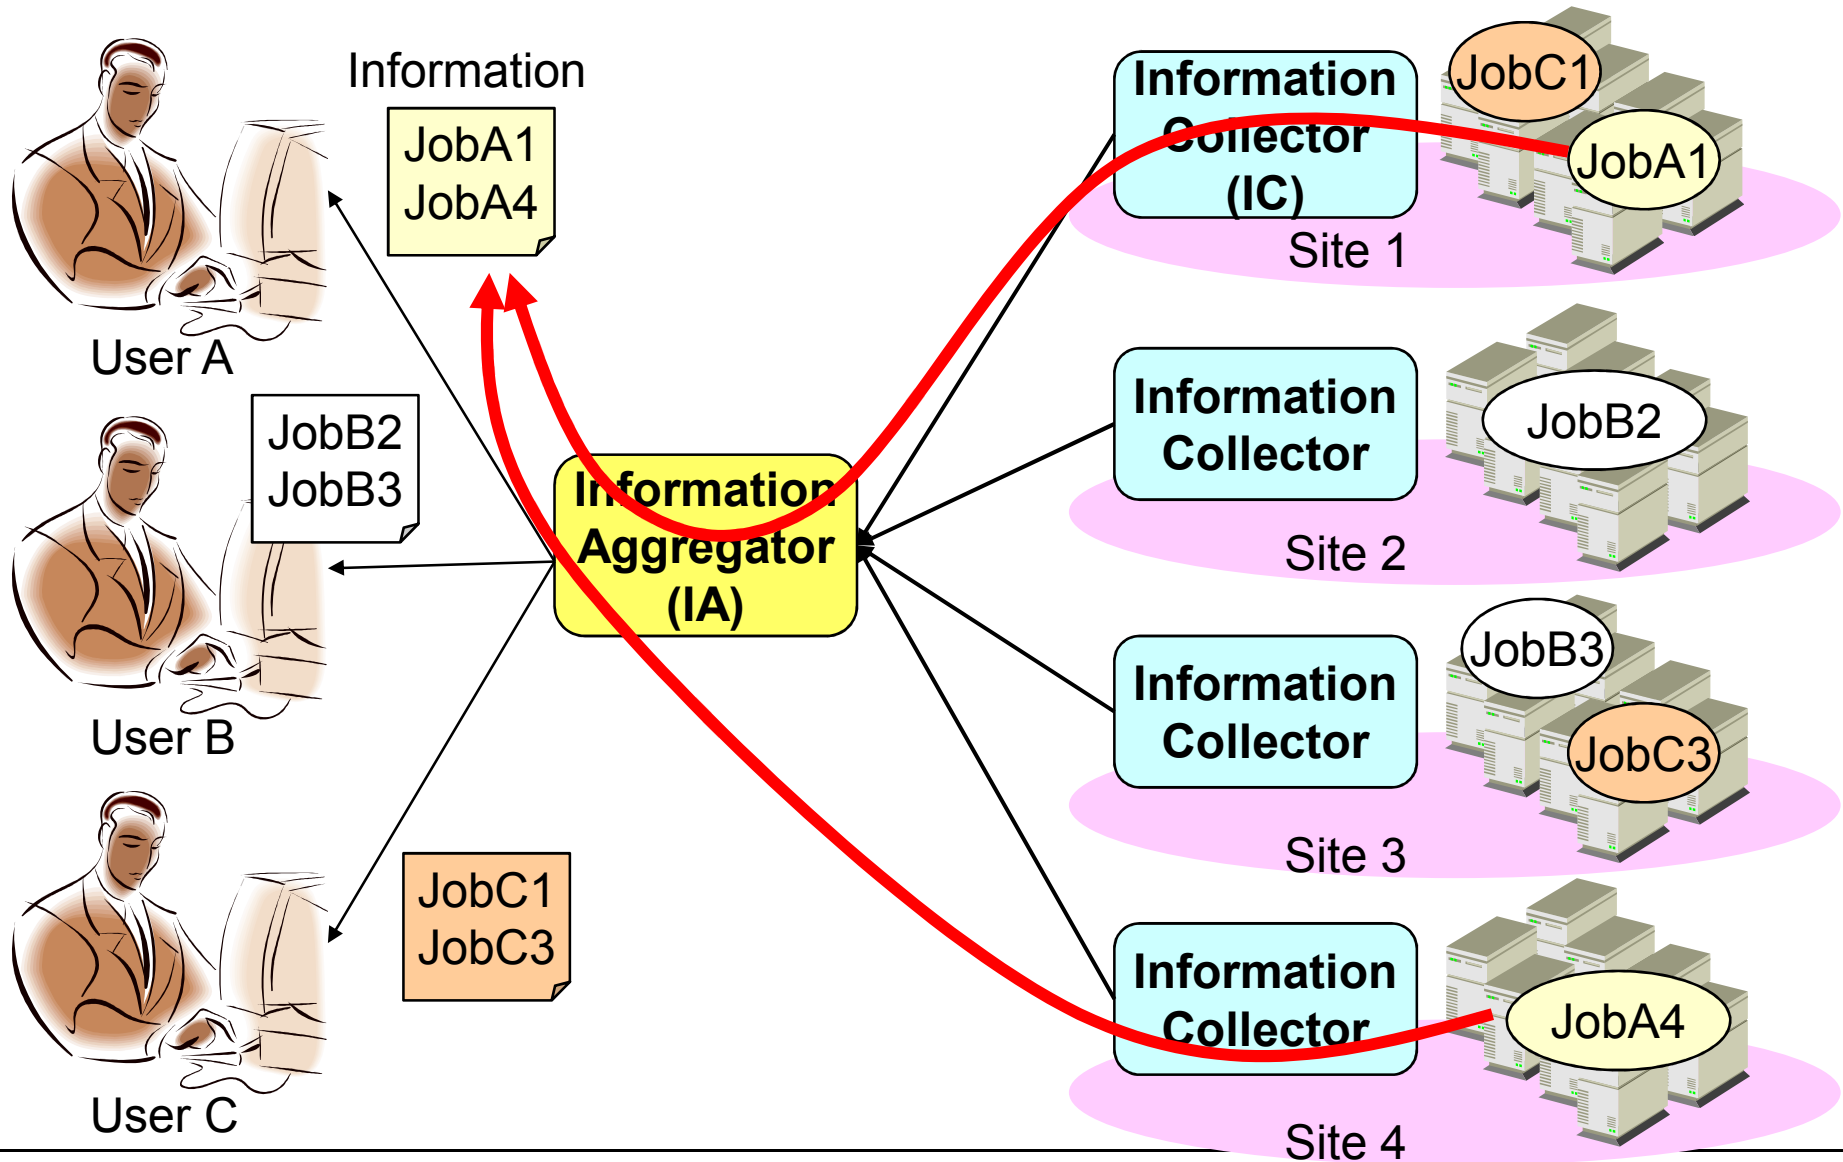 Information
JobA1
JobA4
User A
JobB2
JobB3
User B
JobC1
JobC3
User C
Information
Aggregator
(IA)
Information
Collector
(IC)
JobC1
JobA1
Site 1
Information
Collector
JobB2
Site 2
Information
Collector
JobB3
JobC3
Site 3
Information
Collector
JobA4
Site 4